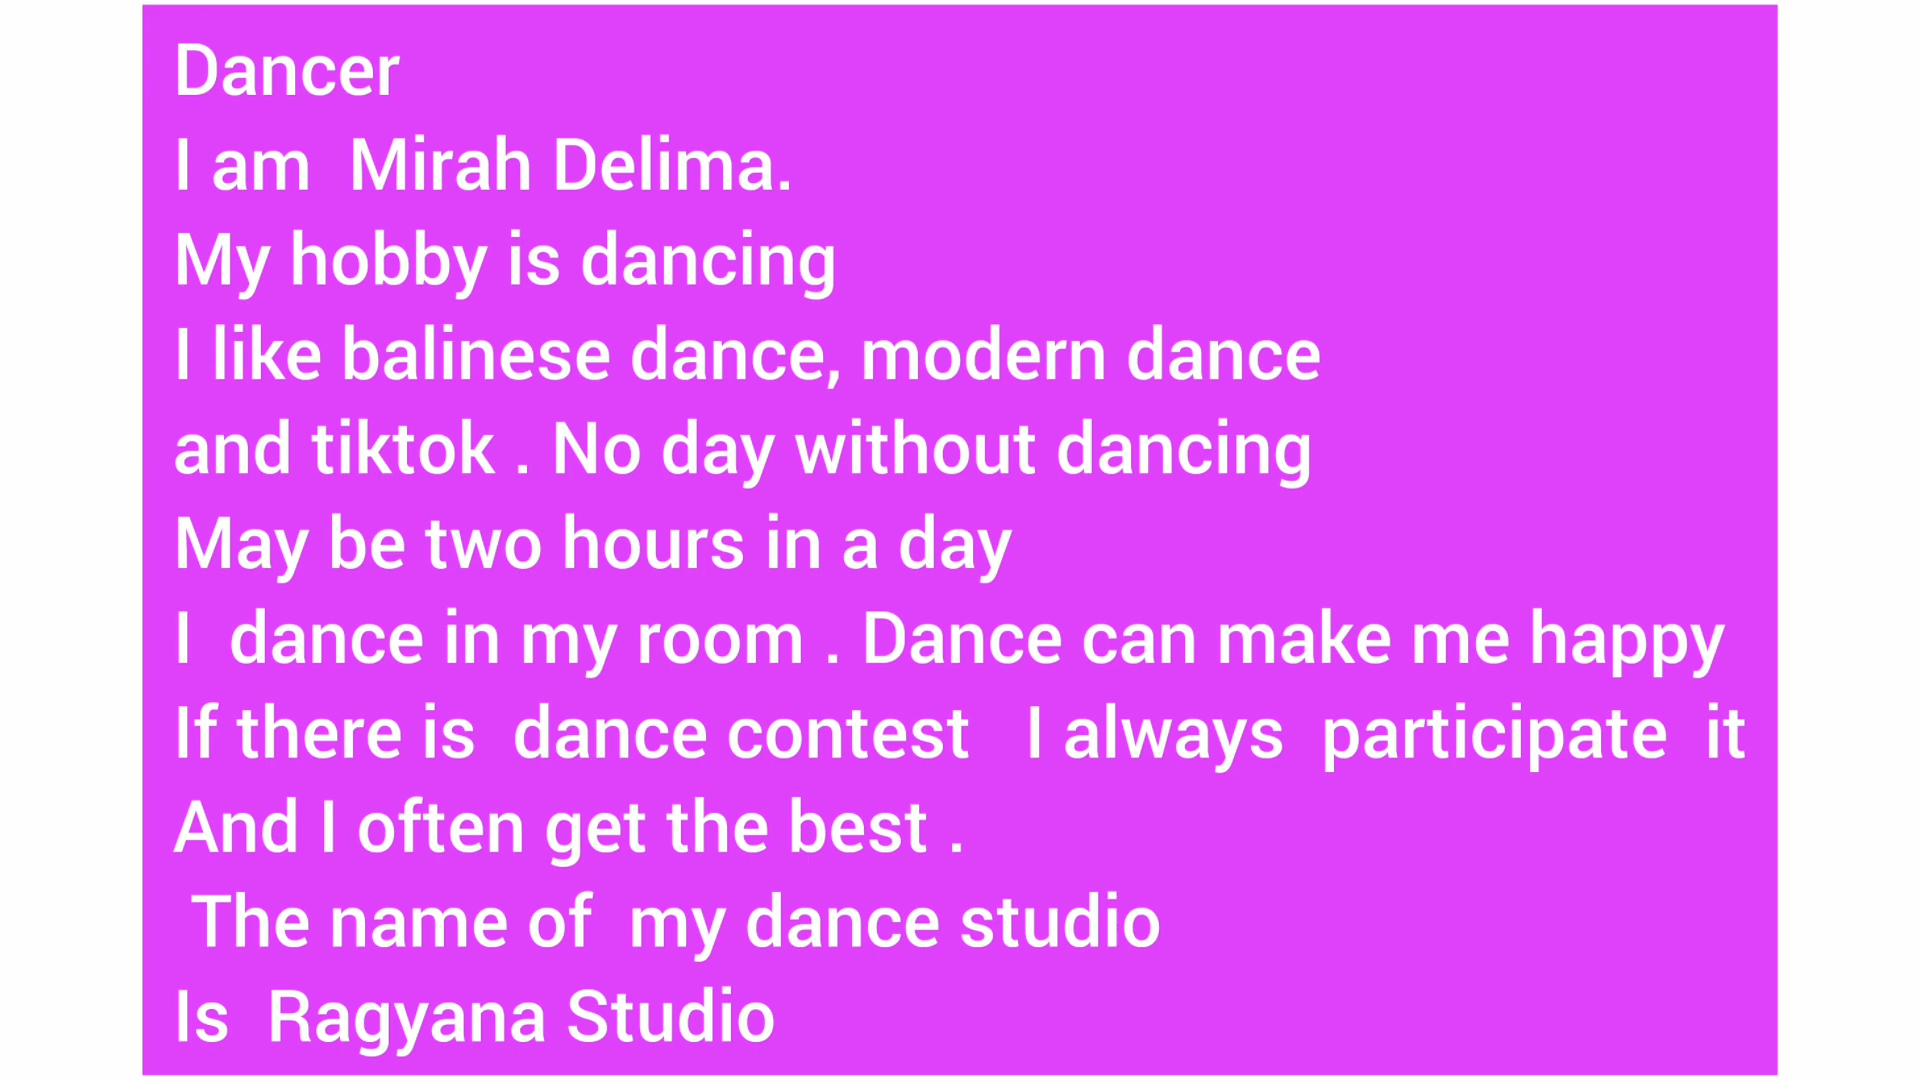 Dancer
I am  Mirah Delima.
My hobby is dancing
I like balinese dance, modern dance
and tiktok . No day without dancing
May be two hours in a day
I  dance in my room . Dance can make me happy
If there is  dance contest   I always  participate  it
And I often get the best .
The name of  my dance studio
Is  Ragyana Studio